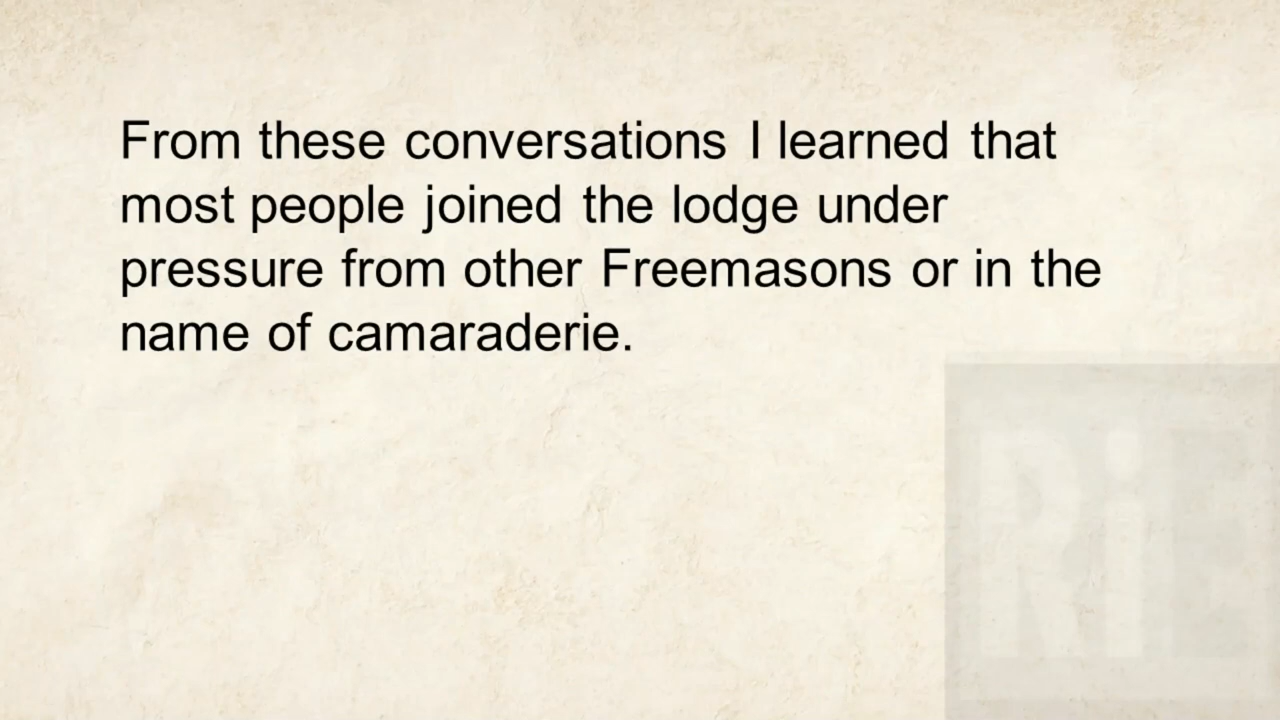 From these conversations I learned that
most people joined the lodge under
pressure from other Freemasons or in the
name of camaraderie.
RiE